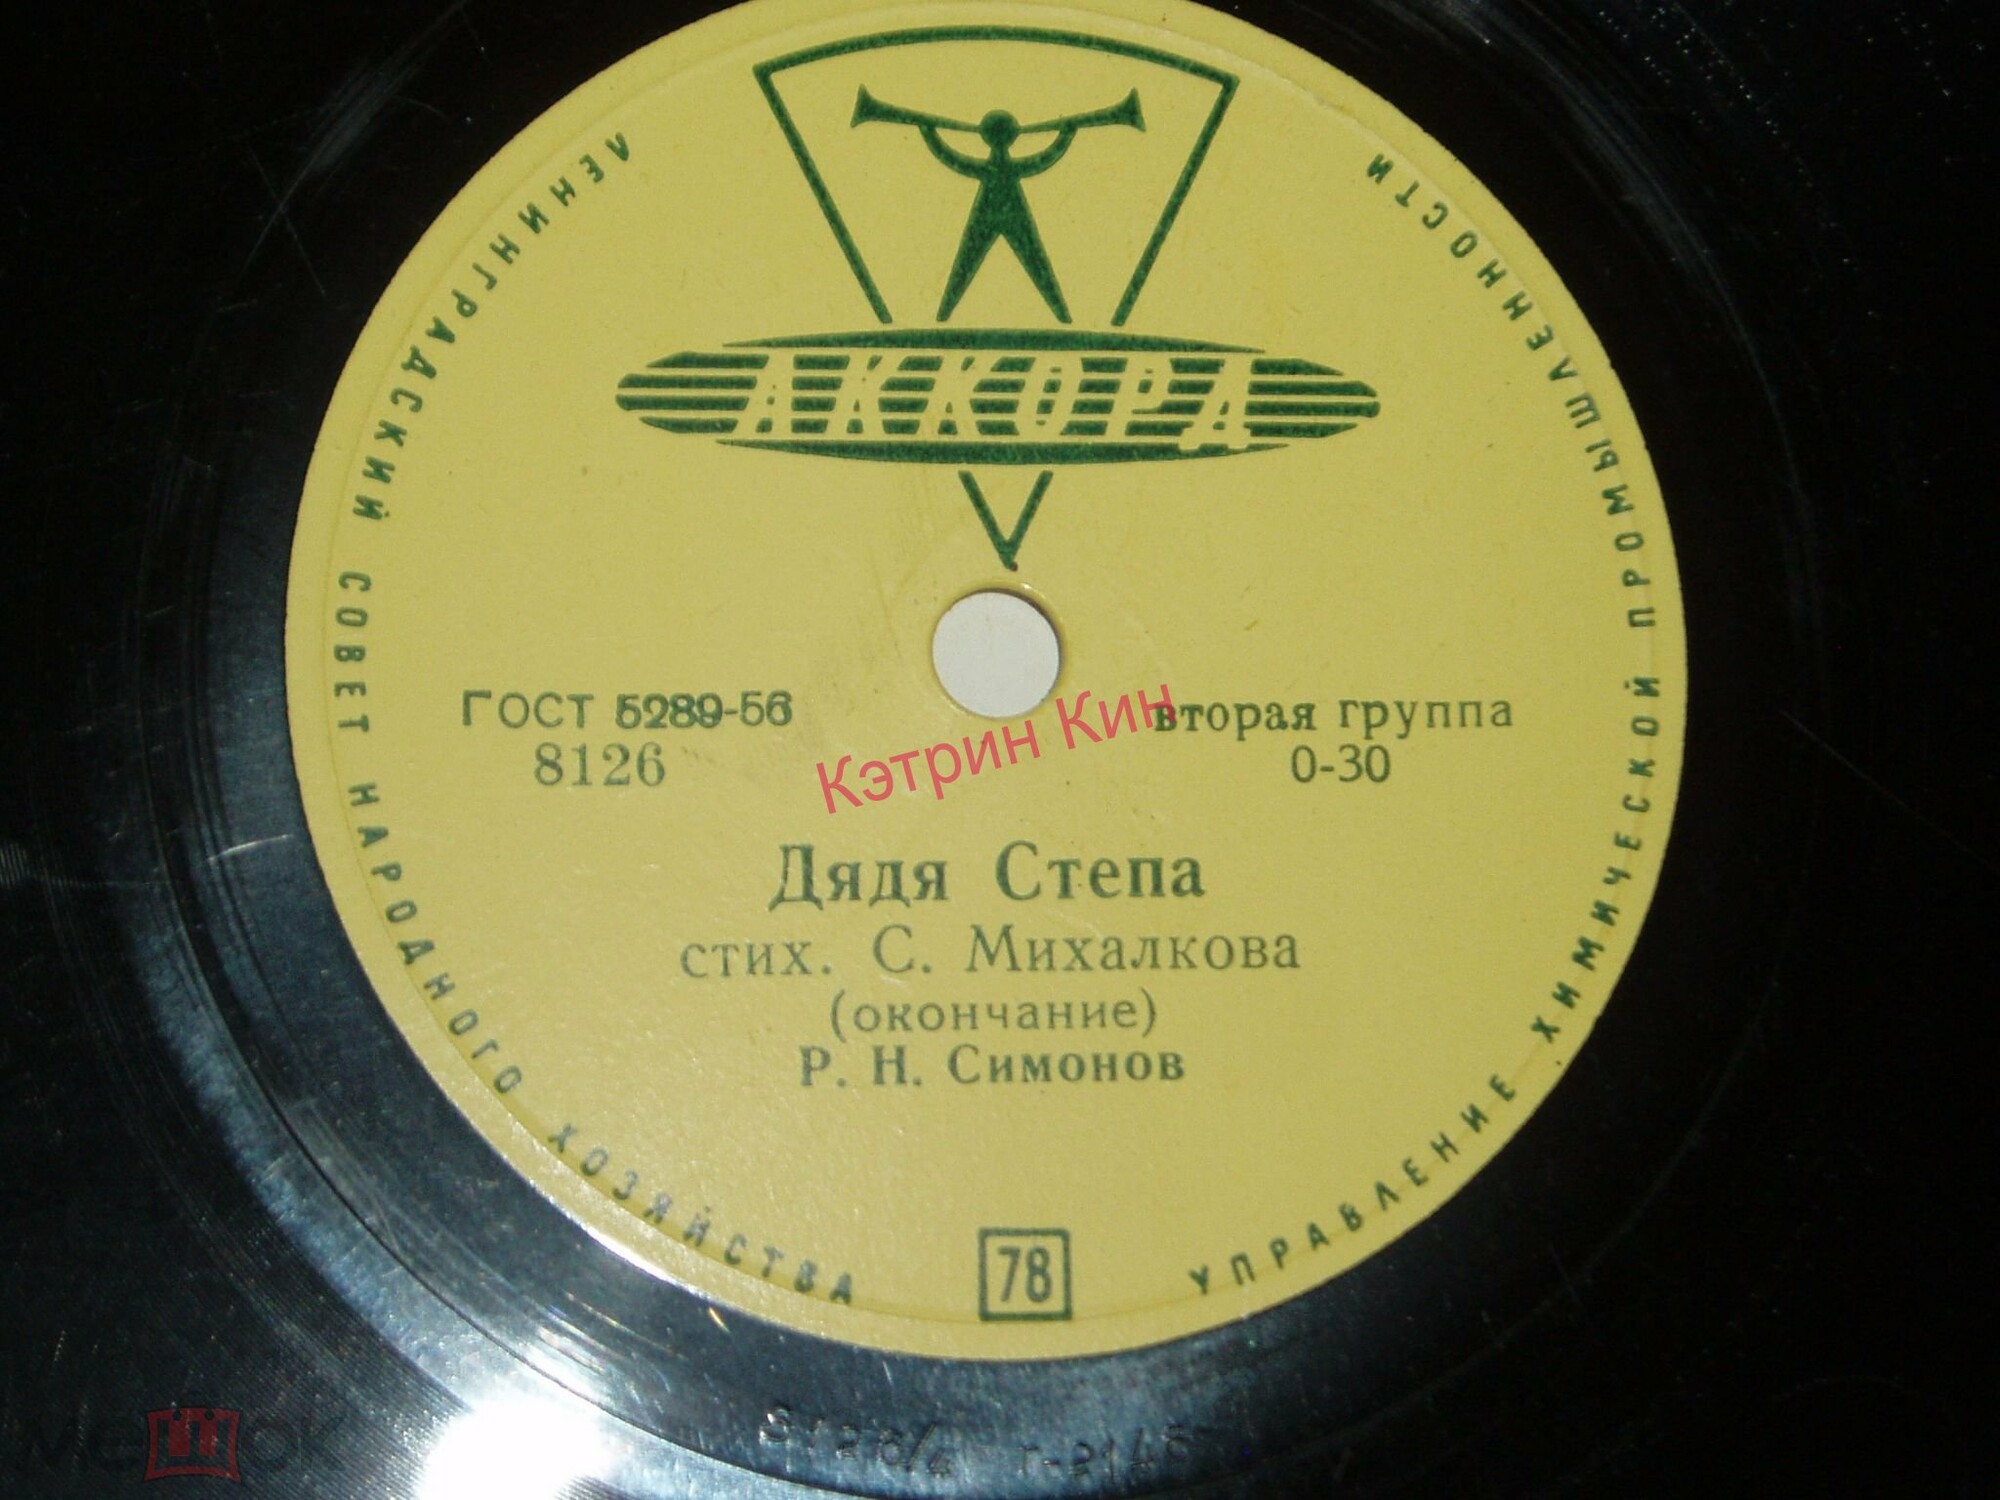 АККОРД
ЛЕНИНГРАДСКИЙ СОВЕТ НАРОДНОГО ХОЗЯЙСТВА
УПРАВЛЕНИЕ ХИМИЧЕСКОЙ ПРОМЫШЛЕННОСТИ
ГОСТ 5289-56
вторая группа
8126
0-30
Кэтрин Кин
Дядя Степа
стих. С. Михалкова
(окончание)
Р. Н. Симонов
78
мешок